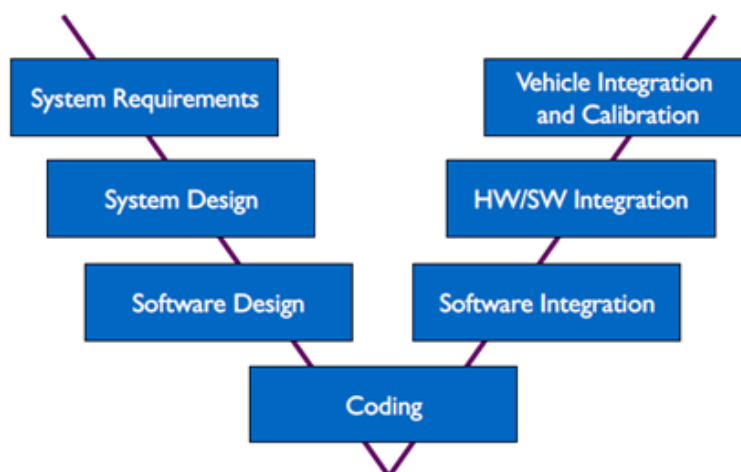 System Requirements
Vehicle Integration
and Calibration
System Design
HW/SW Integration
Software Design
Software Integration
Coding